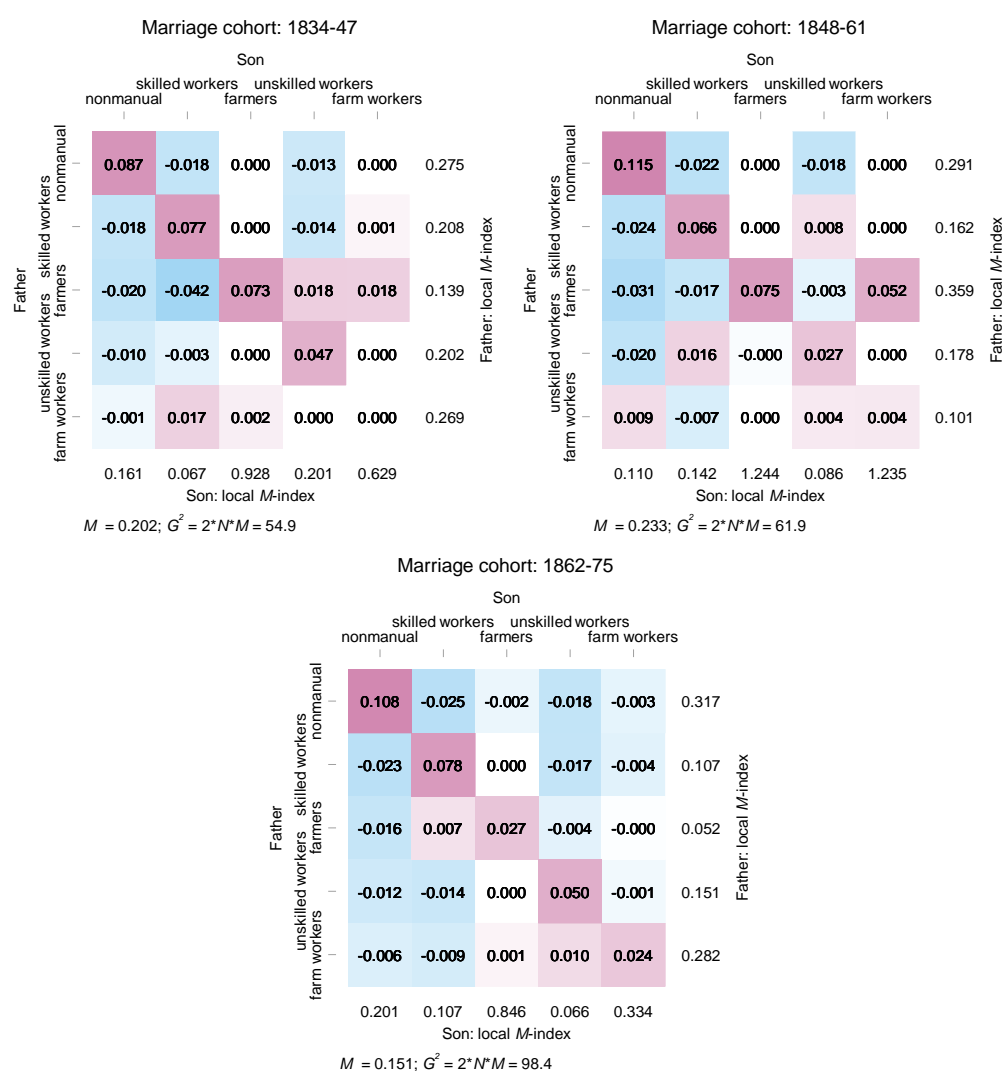 Marriage cohort: 1834-47
Son
skilled workers unskilled workers
nonmanual farmers farm workers
Father
nonmanual
skilled workers
farmers
unskilled workers
farm workers
0.087 -0.018 0.000 -0.013 0.000 0.275
-0.018 0.077 0.000 -0.014 0.001 0.208
-0.020 -0.042 0.073 0.018 0.018 0.139
-0.010 -0.003 0.000 0.047 0.000 0.202
-0.001 0.017 0.002 0.000 0.000 0.269
Father: local M-index
0.161 0.067 0.928 0.201 0.629
Son: local M-index
M = 0.202; G² = 2*N*M = 54.9
Marriage cohort: 1848-61
Son
skilled workers unskilled workers
nonmanual farmers farm workers
Father
nonmanual
skilled workers
farmers
unskilled workers
farm workers
0.115 -0.022 0.000 -0.018 0.000 0.291
-0.024 0.066 0.000 0.008 0.000 0.162
-0.031 -0.017 0.075 -0.003 0.052 0.359
-0.020 0.016 -0.000 0.027 0.000 0.178
0.009 -0.007 0.000 0.004 0.004 0.101
Father: local M-index
0.110 0.142 1.244 0.086 1.235
Son: local M-index
M = 0.233; G² = 2*N*M = 61.9
Marriage cohort: 1862-75
Son
skilled workers unskilled workers
nonmanual farmers farm workers
Father
nonmanual
skilled workers
farmers
unskilled workers
farm workers
0.108 -0.025 -0.002 -0.018 -0.003 0.317
-0.023 0.078 0.000 -0.017 -0.004 0.107
-0.016 0.007 0.027 -0.004 -0.000 0.052
-0.012 -0.014 0.000 0.050 -0.001 0.151
-0.006 -0.009 0.001 0.010 0.024 0.282
Father: local M-index
0.201 0.107 0.846 0.066 0.334
Son: local M-index
M = 0.151; G² = 2*N*M = 98.4